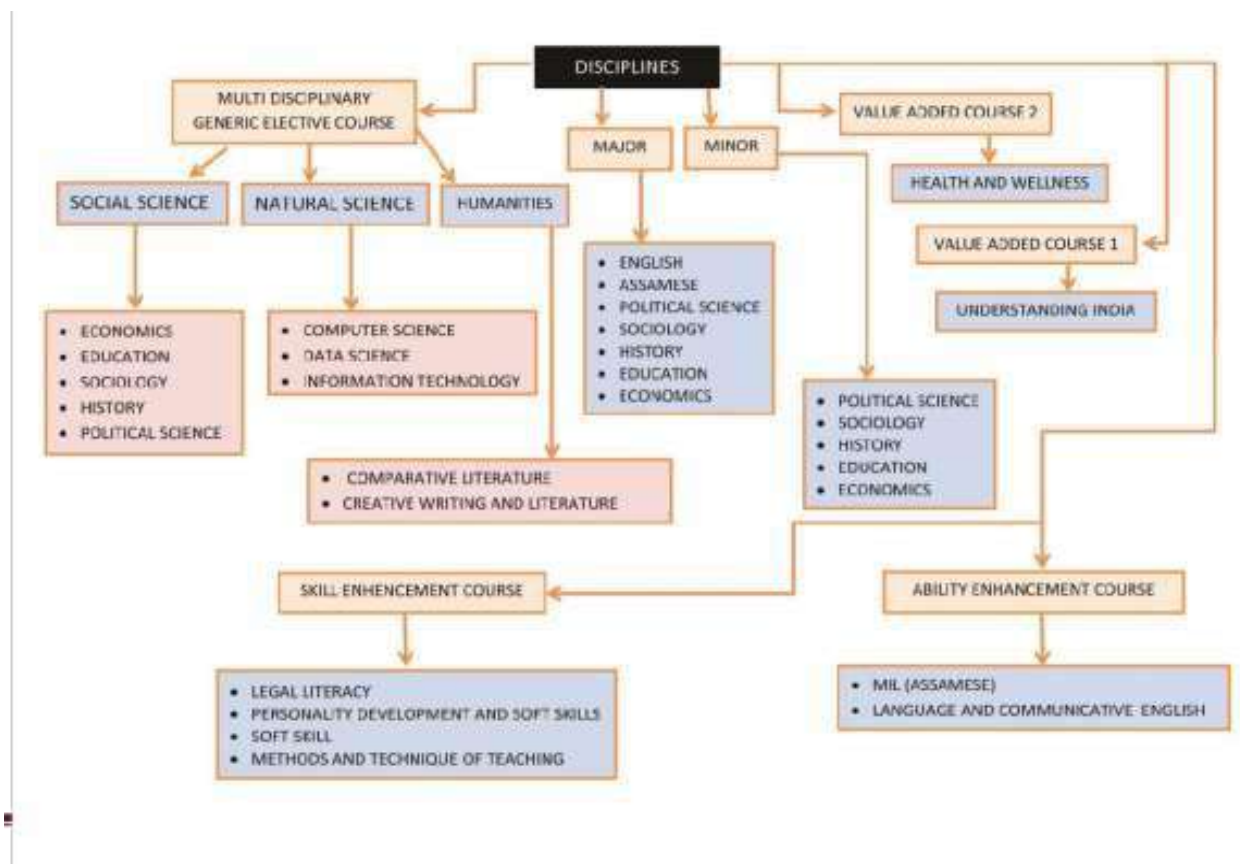 DISCIPLINES
MULTI DISCIPLINARY
GENERIC ELECTIVE COURSE
MAJOR
MINOR
VALUE ADDED COURSE 2
HEALTH AND WELLNESS
SOCIAL SCIENCE
NATURAL SCIENCE
HUMANITIES
VALUE ADDED COURSE 1
UNDERSTANDING INDIA
• ECONOMICS
• EDUCATION
• SOCIOLOGY
• HISTORY
• POLITICAL SCIENCE
• COMPUTER SCIENCE
• DATA SCIENCE
• INFORMATION TECHNOLOGY
• ENGLISH
• ASSAMESE
• POLITICAL SCIENCE
• SOCIOLOGY
• HISTORY
• EDUCATION
• ECONOMICS
• POLITICAL SCIENCE
• SOCIOLOGY
• HISTORY
• EDUCATION
• ECONOMICS
• COMPARATIVE LITERATURE
• CREATIVE WRITING AND LITERATURE
SKILL ENHENCEMENT COURSE
ABILITY ENHANCEMENT COURSE
• LEGAL LITERACY
• PERSONALITY DEVELOPMENT AND SOFT SKILLS
• SOFT SKILL
• METHODS AND TECHNIQUE OF TEACHING
• MIL (ASSAMESE)
• LANGUAGE AND COMMUNICATIVE ENGLISH